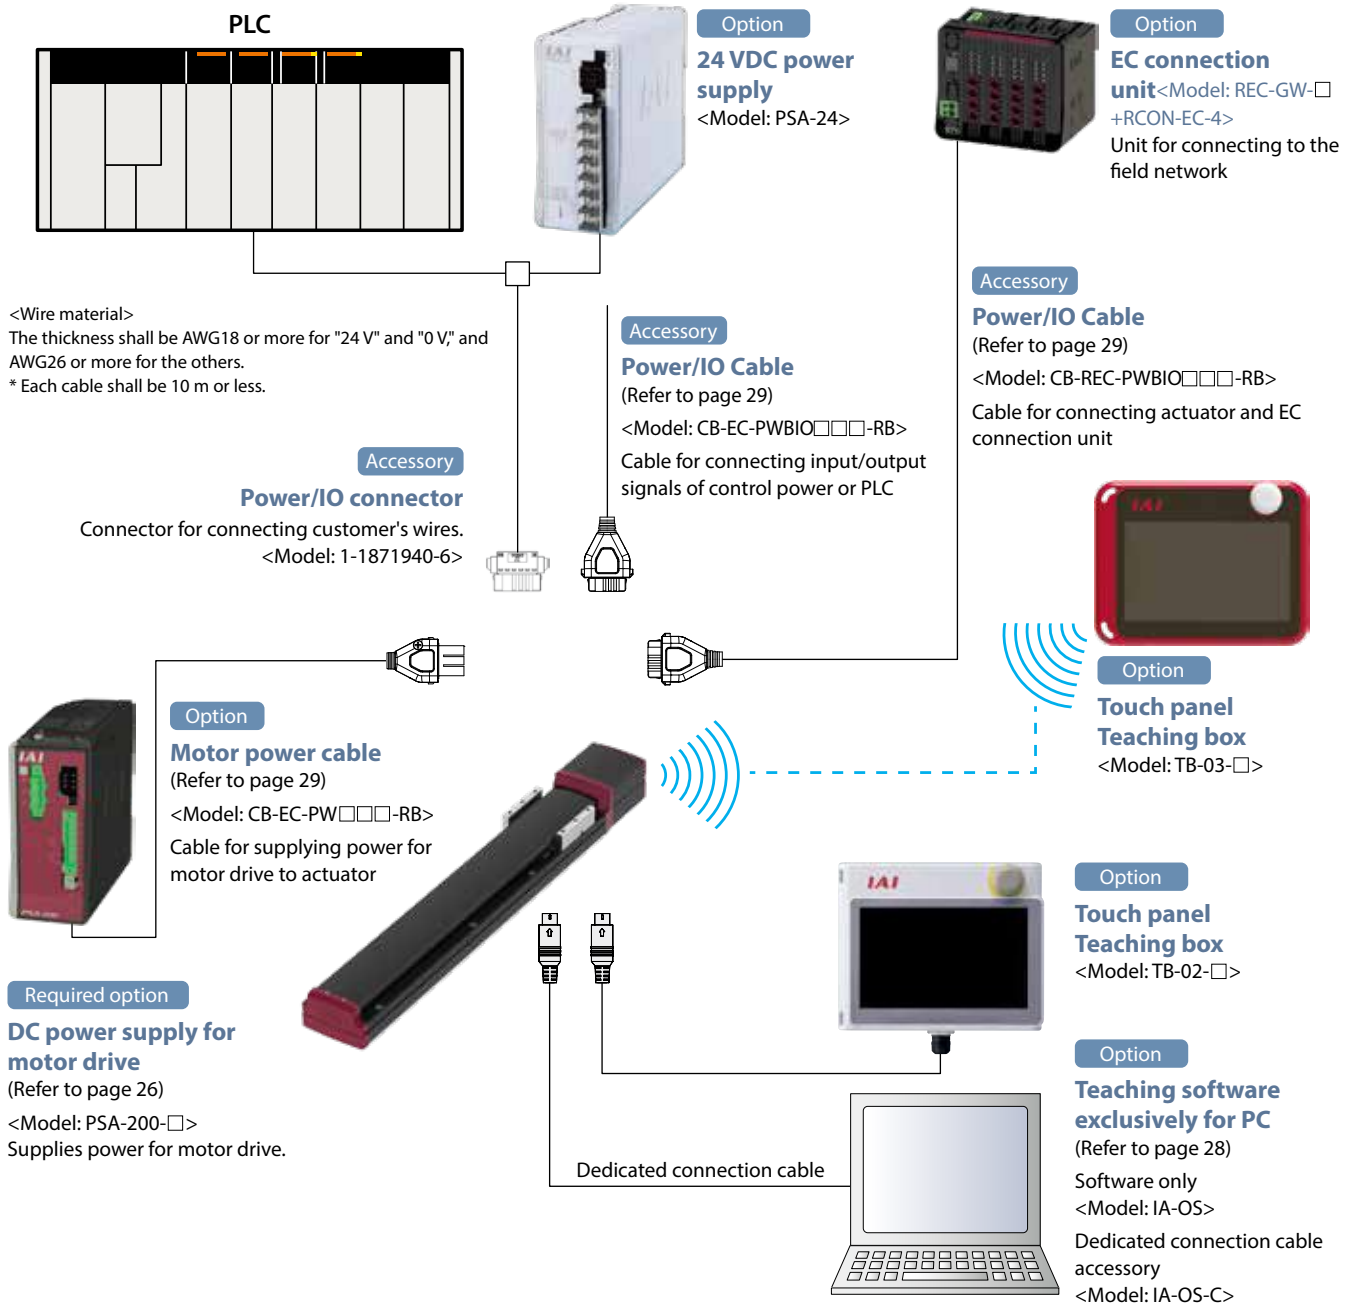 PLC
Option
24 VDC power
supply
<Model: PSA-24>
Option
EC connection
unit<Model: REC-GW-□
+RCON-EC-4>
Unit for connecting to the
field network
IAI
<Wire material>
The thickness shall be AWG18 or more for "24 V" and "0 V," and
AWG26 or more for the others.
* Each cable shall be 10 m or less.
Accessory
Power/IO connector
Connector for connecting customer's wires.
<Model: 1-1871940-6>
Accessory
Power/IO Cable
(Refer to page 29)
<Model: CB-EC-PWBIO□□□-RB>
Cable for connecting input/output
signals of control power or PLC
Accessory
Power/IO Cable
(Refer to page 29)
<Model: CB-REC-PWBIO□□□-RB>
Cable for connecting actuator and EC
connection unit
IAI
Option
Touch panel
Teaching box
<Model: TB-03-□>
IAI
Option
Motor power cable
(Refer to page 29)
<Model: CB-EC-PW□□□-RB>
Cable for supplying power for
motor drive to actuator
Required option
DC power supply for
motor drive
(Refer to page 26)
<Model: PSA-200-□>
Supplies power for motor drive.
IAI
Option
Touch panel
Teaching box
<Model: TB-02-□>
Option
Teaching software
exclusively for PC
(Refer to page 28)
Software only
<Model: IA-OS>
Dedicated connection cable
accessory
<Model: IA-OS-C>
Dedicated connection cable